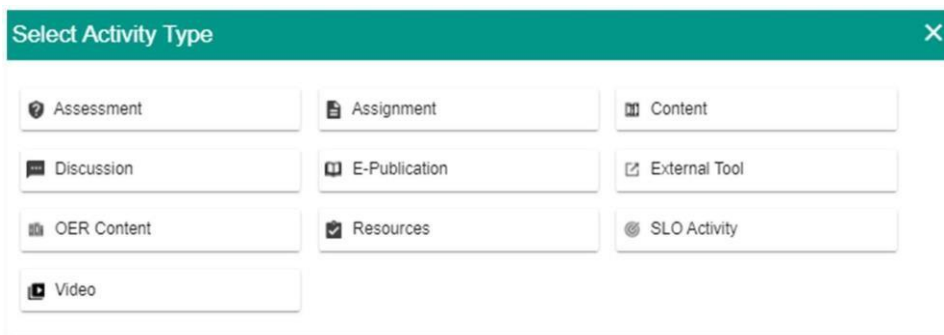 Select Activity Type
Assessment
Assignment
Content
Discussion
E-Publication
External Tool
OER Content
Resources
SLO Activity
Video